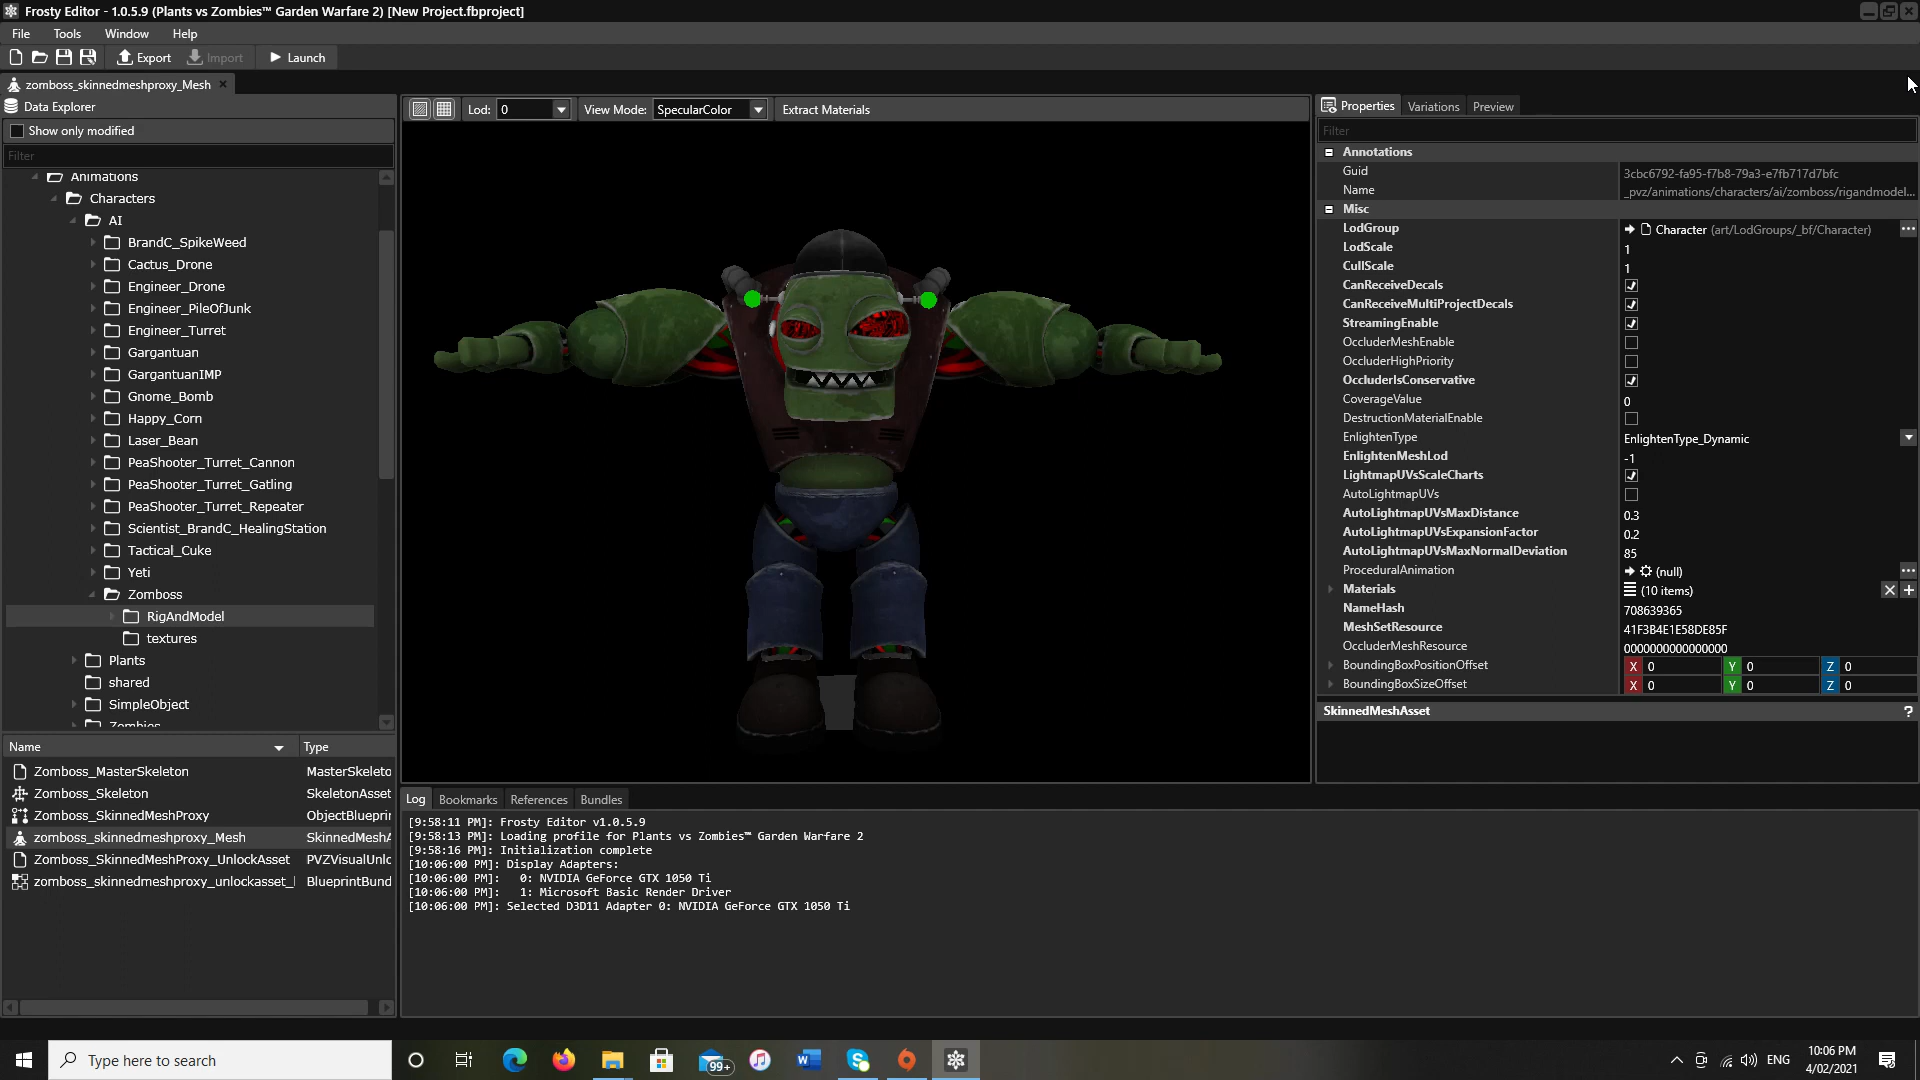 Frosty Editor - 1.0.5.9 (Plants vs Zombies™ Garden Warfare 2) [New Project.fbproject]
File Tools Window Help
Export Import Launch
zomboss_skinnedmeshproxy_Mesh
Data Explorer
Show only modified
Filter
Animations
Characters
AI
BrandC_SpikeWeed
Cactus_Drone
Engineer_Drone
Engineer_PileOfJunk
Engineer_Turret
Gargantuan
GargantuanIMP
Gnome_Bomb
Happy_Corn
Laser_Bean
PeaShooter_Turret_Cannon
PeaShooter_Turret_Gatling
PeaShooter_Turret_Repeater
Scientist_BrandC_HealingStation
Tactical_Cuke
Yeti
Zomboss
RigAndModel
textures
Plants
shared
SimpleObject
Zombies
Name Type
Zomboss_MasterSkeleton MasterSkeleto
Zomboss_Skeleton SkeletonAsset
Zomboss_SkinnedMeshProxy ObjectBlueprin
zomboss_skinnedmeshproxy_Mesh SkinnedMeshA
Zomboss_SkinnedMeshProxy_UnlockAsset PVZVisualUnlc
zomboss_skinnedmeshproxy_unlockasset_ BlueprintBund
Lod: 0 View Mode: SpecularColor Extract Materials
Log Bookmarks References Bundles
[9:58:11 PM]: Frosty Editor v1.0.5.9
[9:58:13 PM]: Loading profile for Plants vs Zombies™ Garden Warfare 2
[9:58:16 PM]: Initialization complete
[10:06:00 PM]: Display Adapters:
[10:06:00 PM]: 0: NVIDIA GeForce GTX 1050 Ti
[10:06:00 PM]: 1: Microsoft Basic Render Driver
[10:06:00 PM]: Selected D3D11 Adapter 0: NVIDIA GeForce GTX 1050 Ti
Properties Variations Preview
Filter
Annotations
Guid 3cbc6792-fa95-f7b8-79a3-e7fb717d7bfc
Name _pvz/animations/characters/ai/zomboss/rigandmodel...
Misc
LodGroup Character (art/LodGroups/_bf/Character) ...
LodScale 1
CullScale 1
CanReceiveDecals
CanReceiveMultiProjectDecals
StreamingEnable
OccluderMeshEnable
OccluderHighPriority
OccluderIsConservative
CoverageValue 0
DestructionMaterialEnable
EnlightenType EnlightenType_Dynamic
EnlightenMeshLod -1
LightmapUVsScaleCharts
AutoLightmapUVs
AutoLightmapUVsMaxDistance 0.3
AutoLightmapUVsExpansionFactor 0.2
AutoLightmapUVsMaxNormalDeviation 85
ProceduralAnimation (null) ...
Materials (10 items)
NameHash 708639365
MeshSetResource 41F3B4E1E58DE85F
OccluderMeshResource 0000000000000000
BoundingBoxPositionOffset X 0 Y 0 Z 0
BoundingBoxSizeOffset X 0 Y 0 Z 0
SkinnedMeshAsset ?
Type here to search
99+
ENG
10:06 PM
4/02/2021